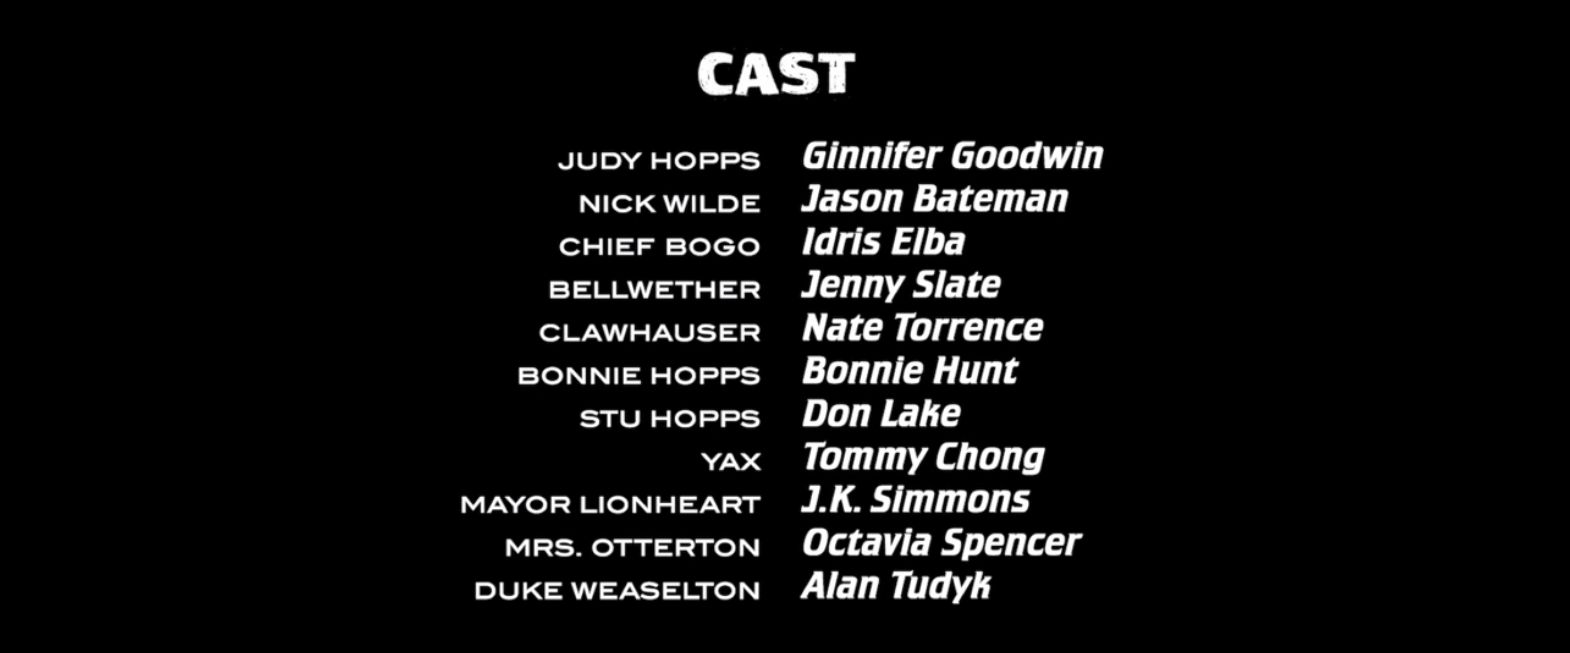 CAST
JUDY HOPPS Ginnifer Goodwin
NICK WILDE Jason Bateman
CHIEF BOGO Idris Elba
BELLWETHER Jenny Slate
CLAWHAUSER Nate Torrence
BONNIE HOPPS Bonnie Hunt
STU HOPPS Don Lake
YAX Tommy Chong
MAYOR LIONHEART J.K. Simmons
MRS. OTTERTON Octavia Spencer
DUKE WEASELTON Alan Tudyk